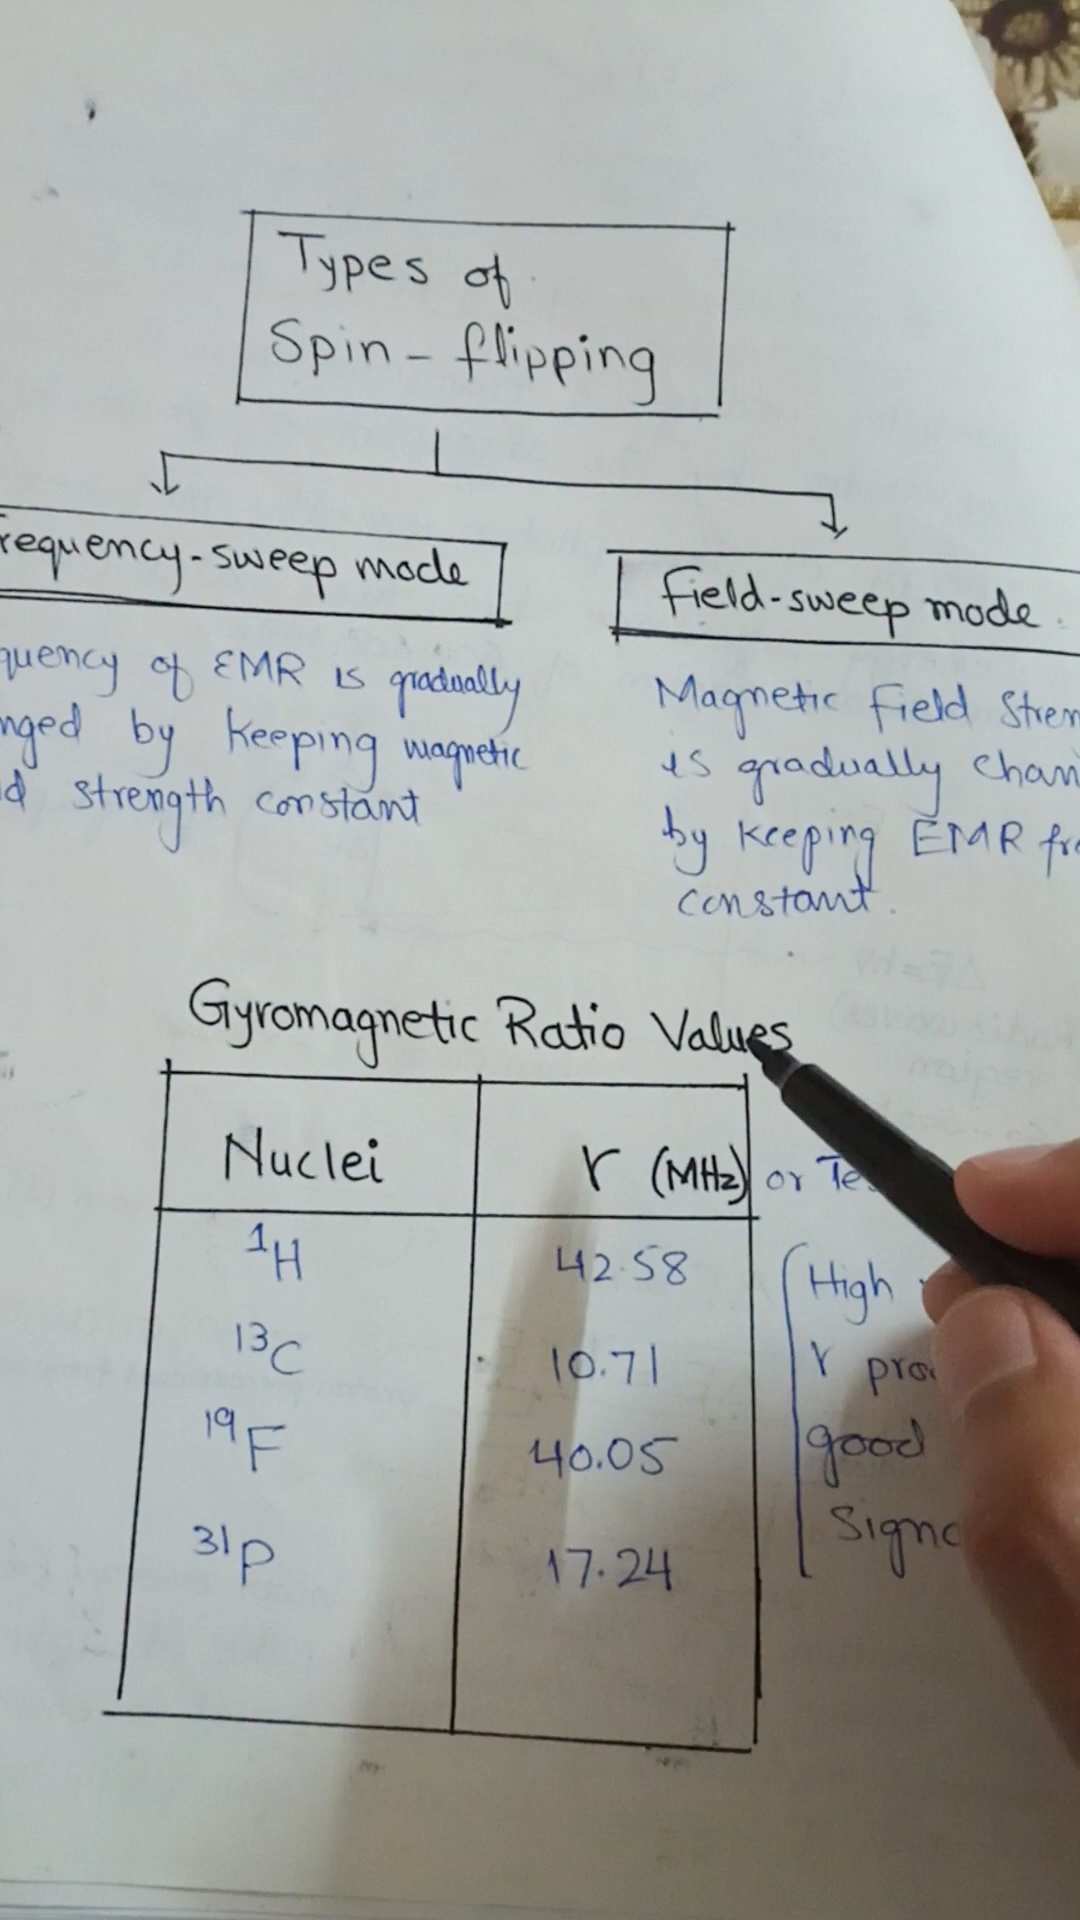 Types of
Spin - flipping
requency-sweep mode
quency of EMR is gradually
nged by keeping magnetic
d strength constant
Field-sweep mode.
Magnetic field Stren
is gradually chan
by keeping EMR fre
constant.
Gyromagnetic Ratio Values
Nuclei γ (MHz) or Te
¹H 42.58
¹³C 10.71
¹⁹F 40.05
³¹P 17.24
High
γ pro
good
Signa